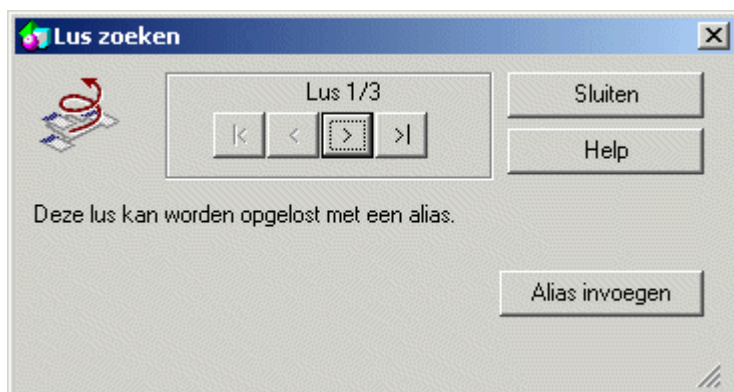 Lus zoeken
Lus 1/3
|< < > >|
Sluiten
Help
Deze lus kan worden opgelost met een alias.
Alias invoegen